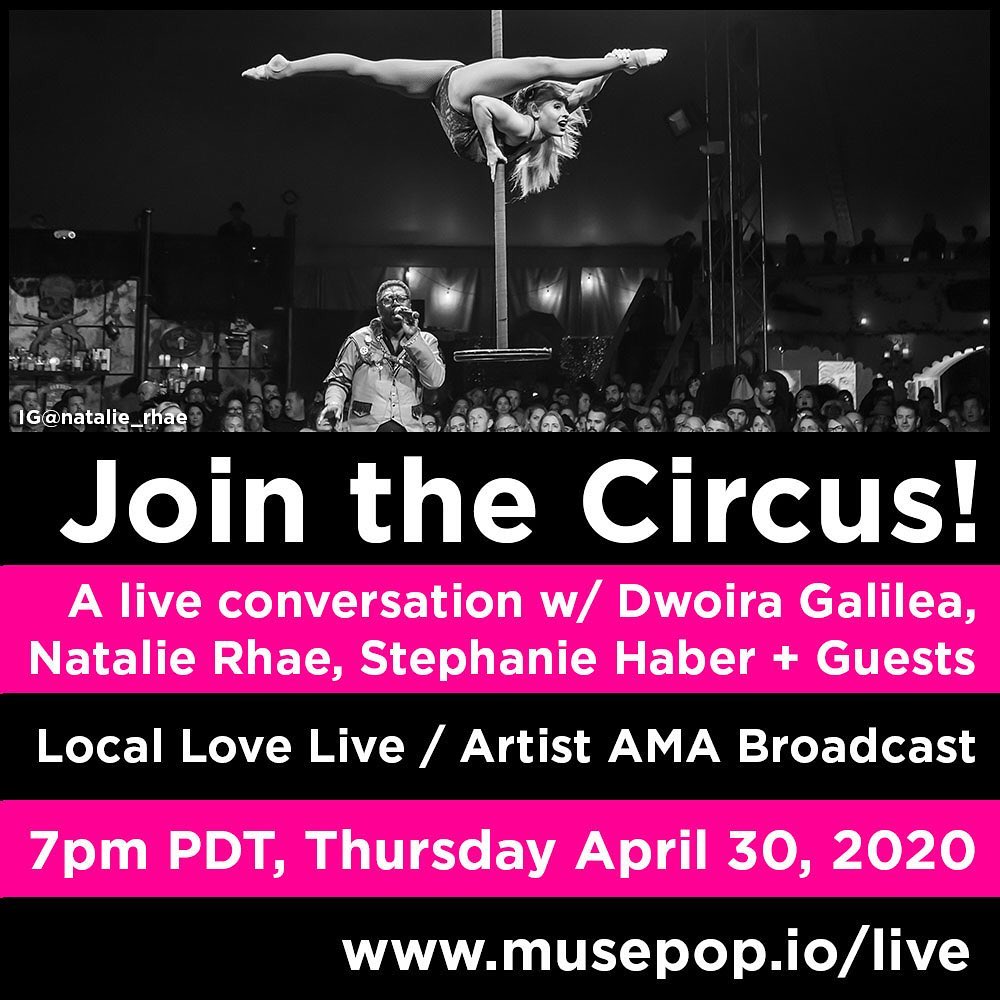 IG@natalie_rhae
Join the Circus!
A live conversation w/ Dwoira Galilea,
Natalie Rhae, Stephanie Haber + Guests
Local Love Live / Artist AMA Broadcast
7pm PDT, Thursday April 30, 2020
www.musepop.io/live